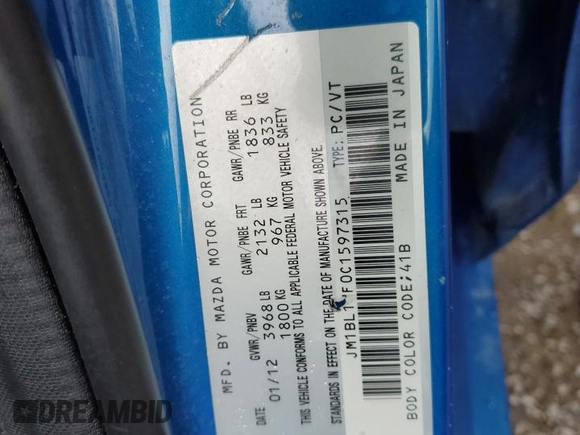 MFD. BY MAZDA MOTOR CORPORATION
GVWR/PNBV GAWR/PNBE FRT GAWR/PNBE RR
DATE 01/12 3968 LB 2132 LB 1836 LB
1800 KG 967 KG 833 KG
THIS VEHICLE CONFORMS TO ALL APPLICABLE FEDERAL MOTOR VEHICLE SAFETY
STANDARDS IN EFFECT ON THE DATE OF MANUFACTURE SHOWN ABOVE.
TYPE: PC/VT
BODY COLOR CODE:41B MADE IN JAPAN
DREAMBID